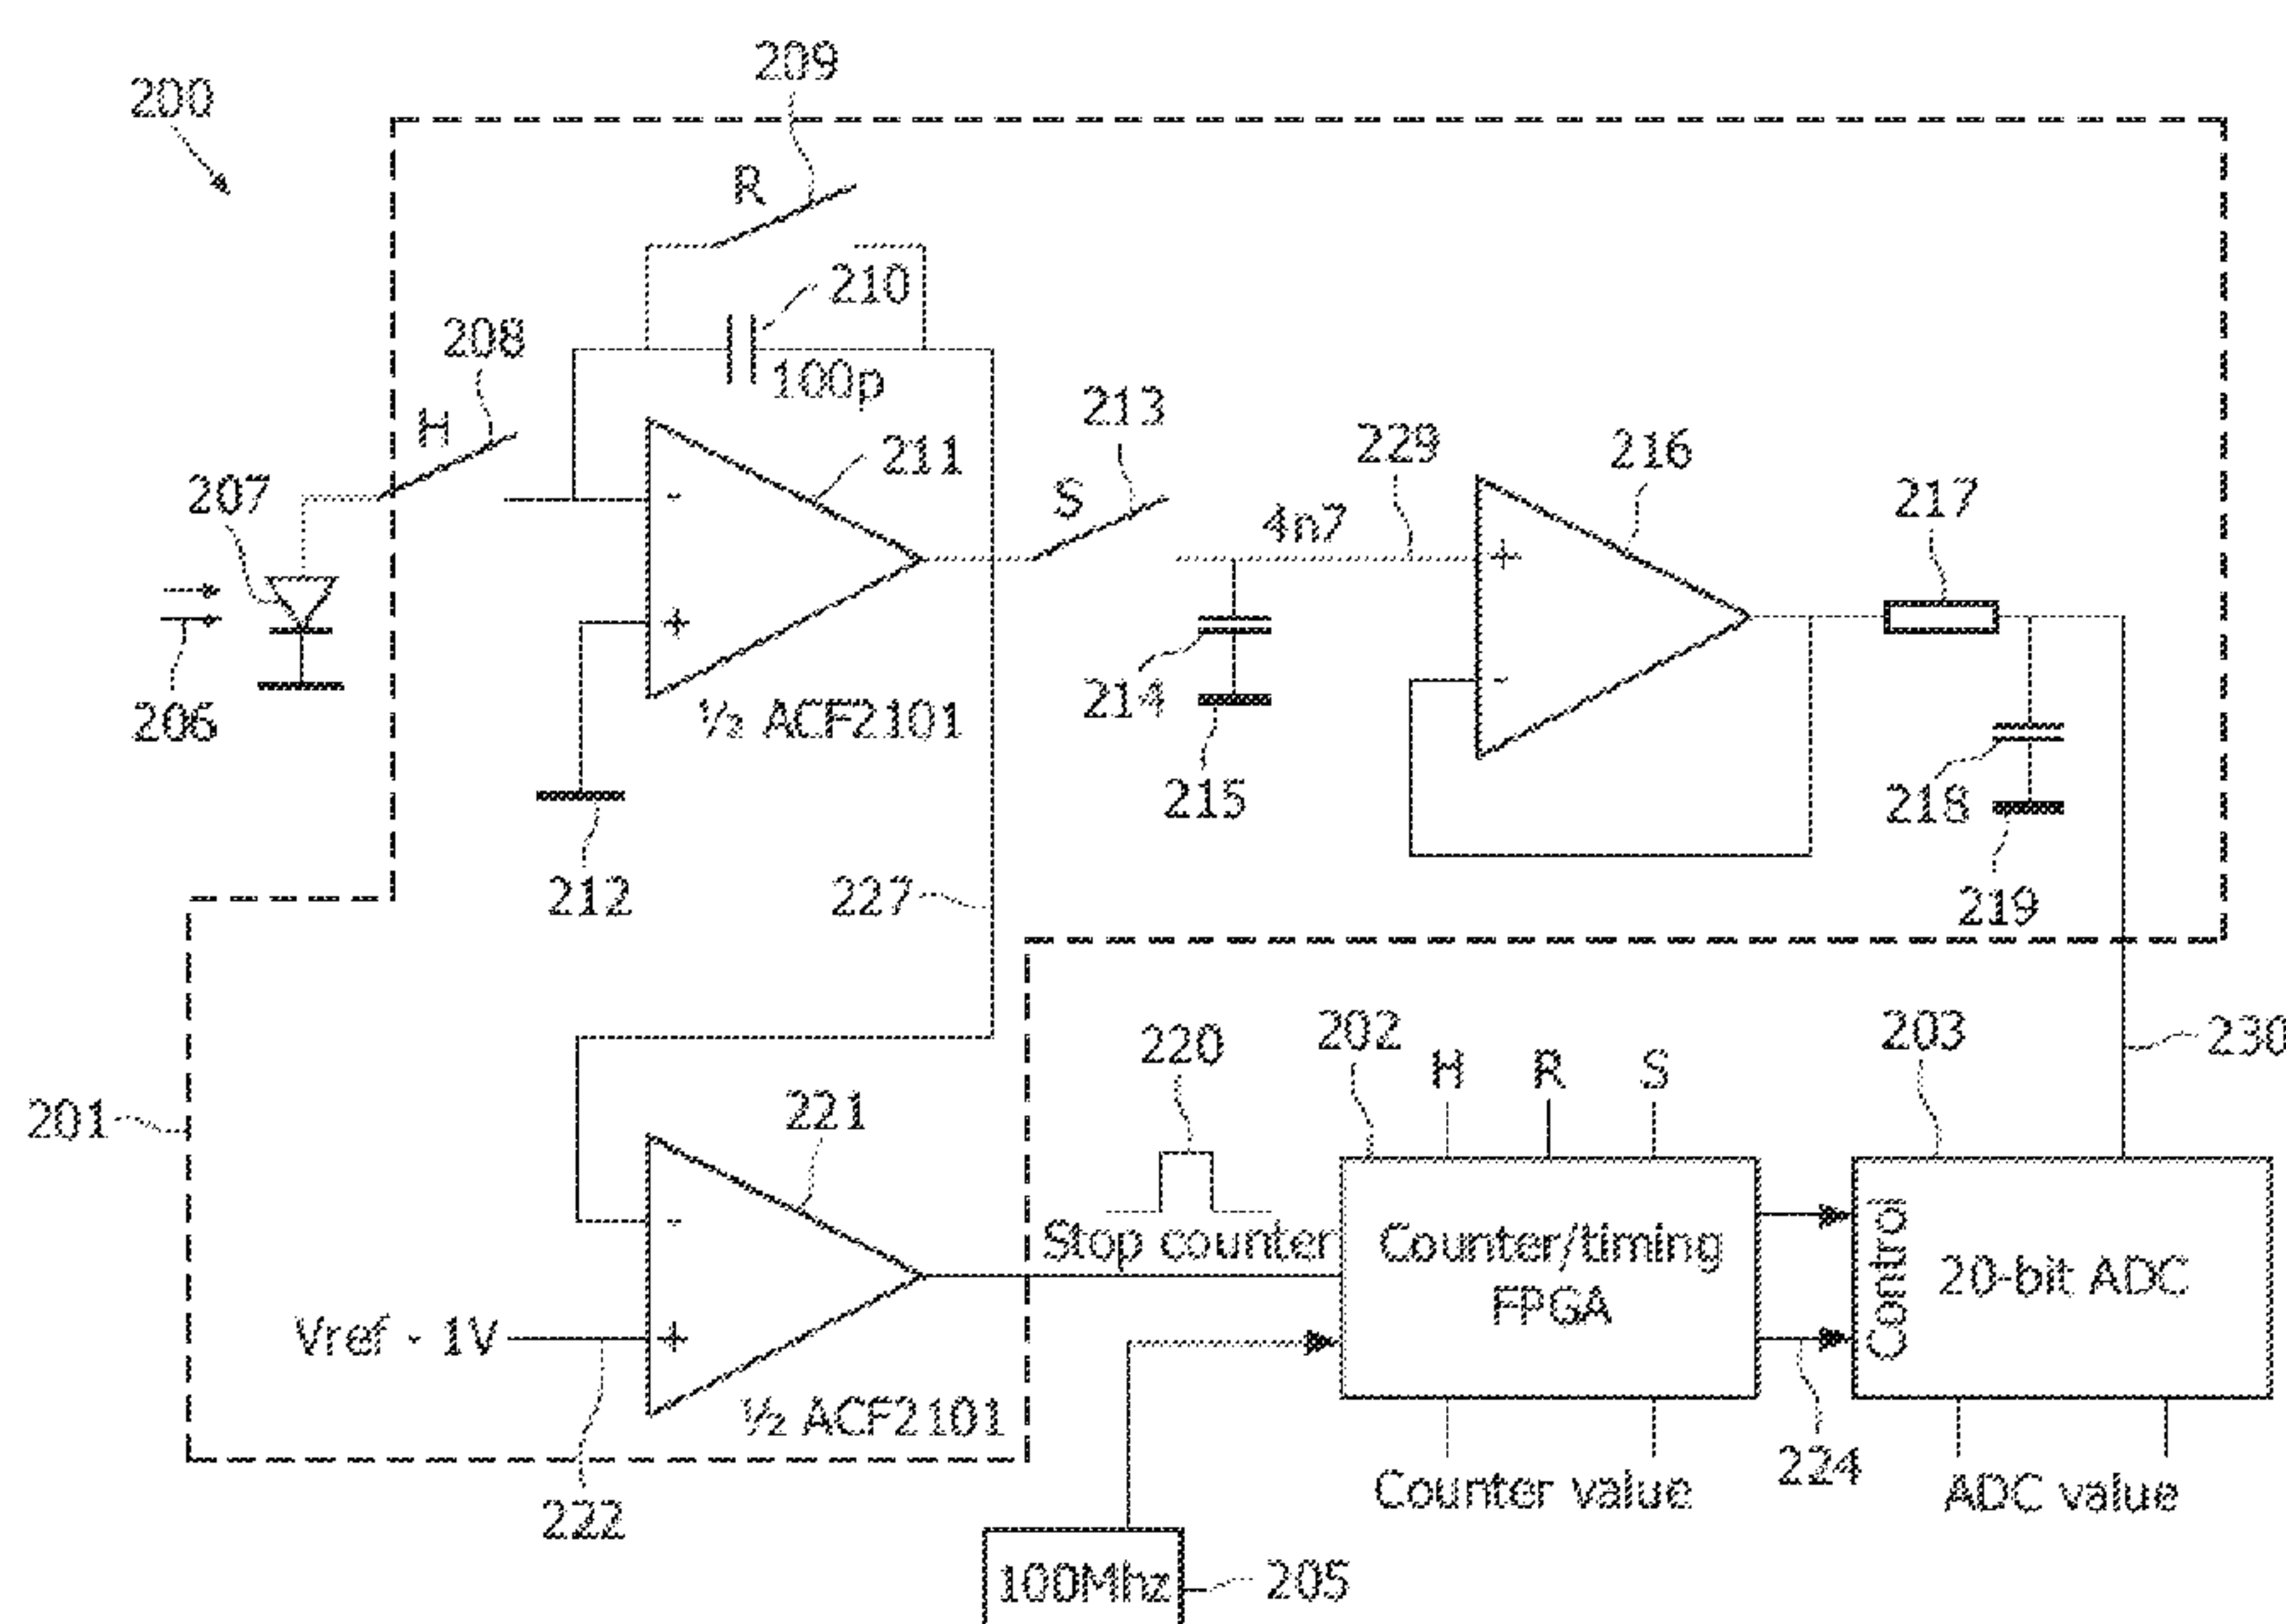 209
200
R
210
208
100p
H
213
211
229
216
217
S
207
4n7
-
+
+
214
-
206
½ ACF2101
215
218
212
227
219
220
202
H
R
S
203
230
201
221
-
Stop counter
Counter/timing
FPGA
Control
20-bit ADC
Vref - 1V
+
½ ACF2101
224
222
Counter value
ADC value
100Mhz
205